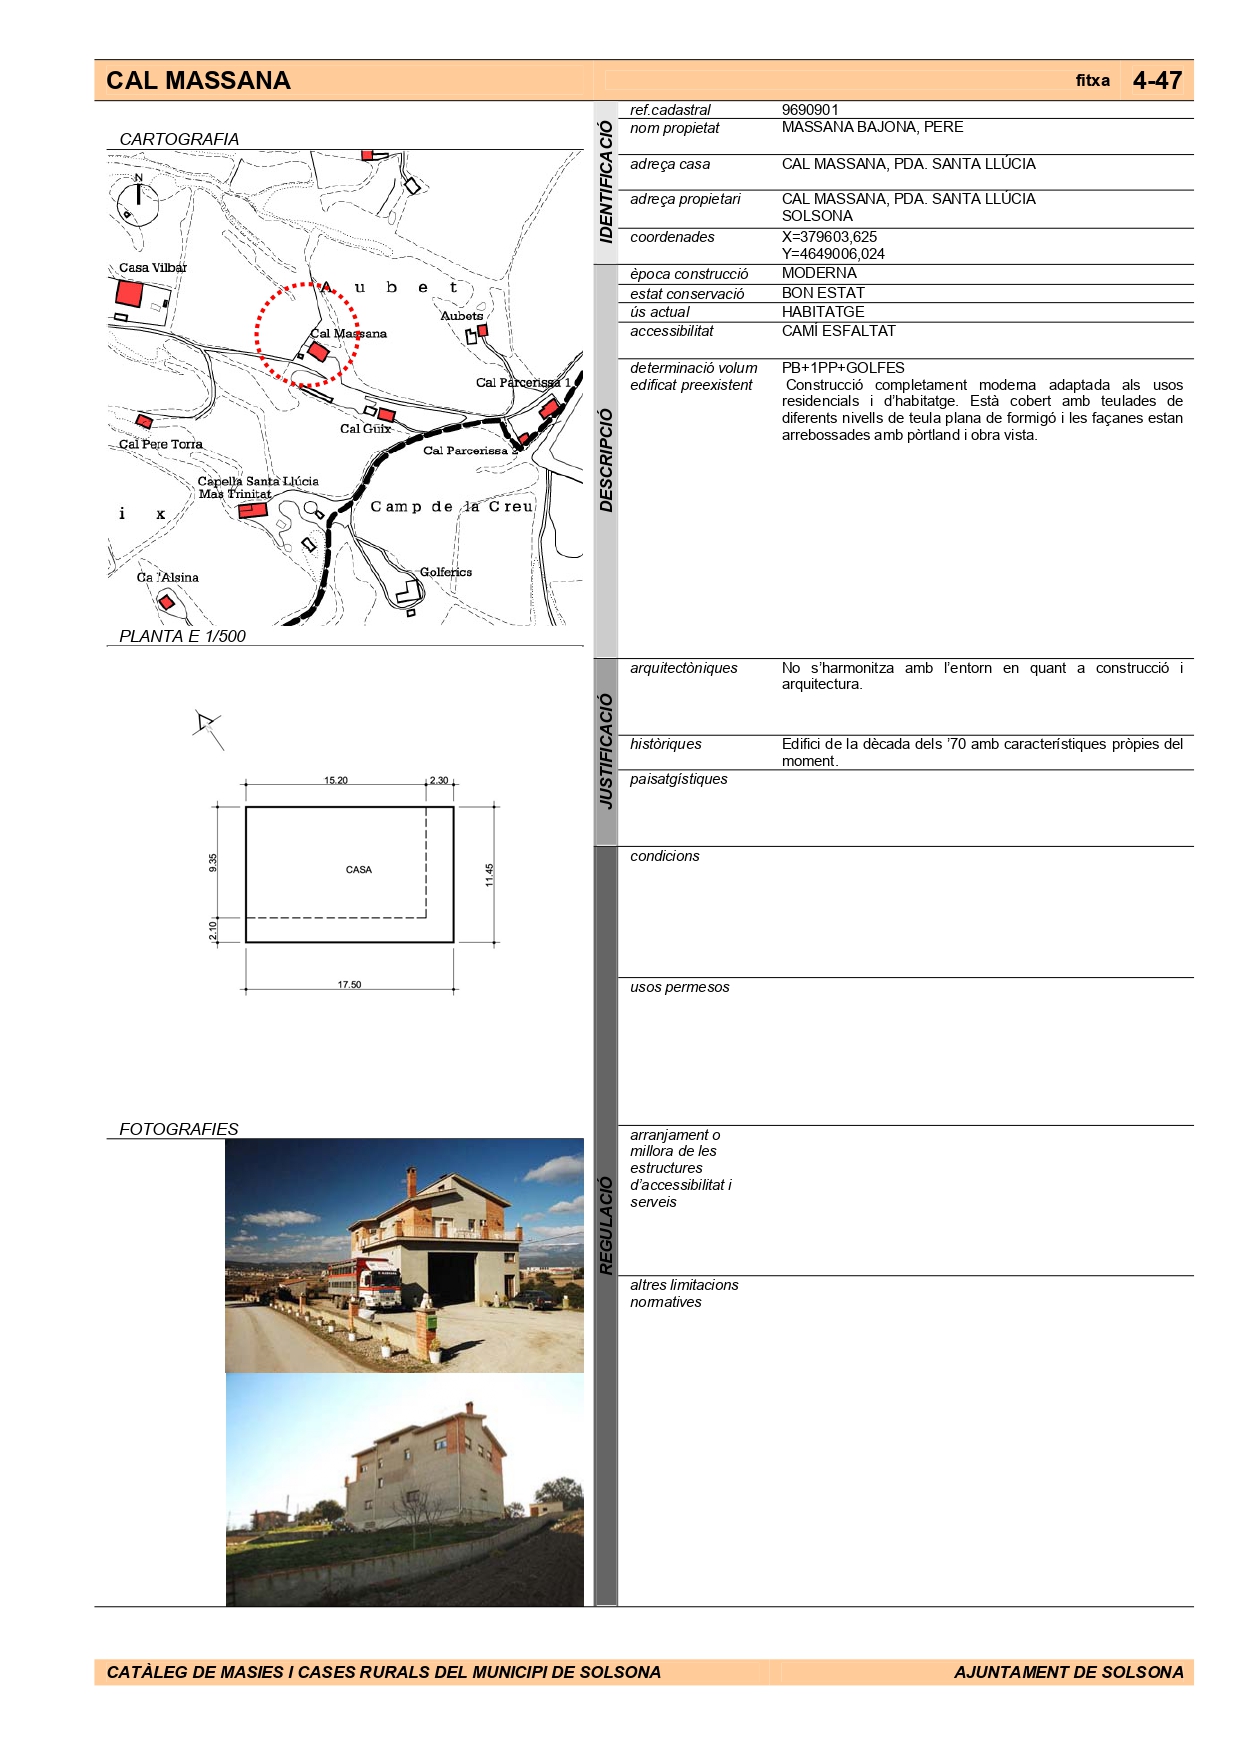 CAL MASSANA
fitxa 4-47
CARTOGRAFIA
N
Casa Vilbar
A u b e t
Aubets
Cal Massana
Cal Parcerissa 1
Cal Güix
Cal Pere Torra
Cal Parcerissa 2
Capella Santa Llúcia
Mas Trinitat
Camp de la Creu
i x
Golferics
PLANTA E 1/500
15.20
2.30
9.35
CASA
11.45
2.10
17.50
FOTOGRAFIES
IDENTIFICACIÓ
ref.cadastral 9690901
nom propietat MASSANA BAJONA, PERE
adreça casa CAL MASSANA, PDA. SANTA LLÚCIA
adreça propietari CAL MASSANA, PDA. SANTA LLÚCIA
SOLSONA
coordenades X=379603,625
Y=4649006,024
DESCRIPCIÓ
època construcció MODERNA
estat conservació BON ESTAT
ús actual HABITATGE
accessibilitat CAMÍ ESFALTAT
determinació volum PB+1PP+GOLFES
edificat preexistent Construcció completament moderna adaptada als usos
residencials i d’habitatge. Està cobert amb teulades de
diferents nivells de teula plana de formigó i les façanes estan
arrebossades amb pòrtland i obra vista.
JUSTIFICACIÓ
arquitectòniques No s’harmonitza amb l’entorn en quant a construcció i
arquitectura.
històriques Edifici de la dècada dels ’70 amb característiques pròpies del
moment.
paisatgístiques
REGULACIÓ
condicions
usos permesos
arranjament o
millora de les
estructures
d’accessibilitat i
serveis
altres limitacions
normatives
CATÀLEG DE MASIES I CASES RURALS DEL MUNICIPI DE SOLSONA
AJUNTAMENT DE SOLSONA